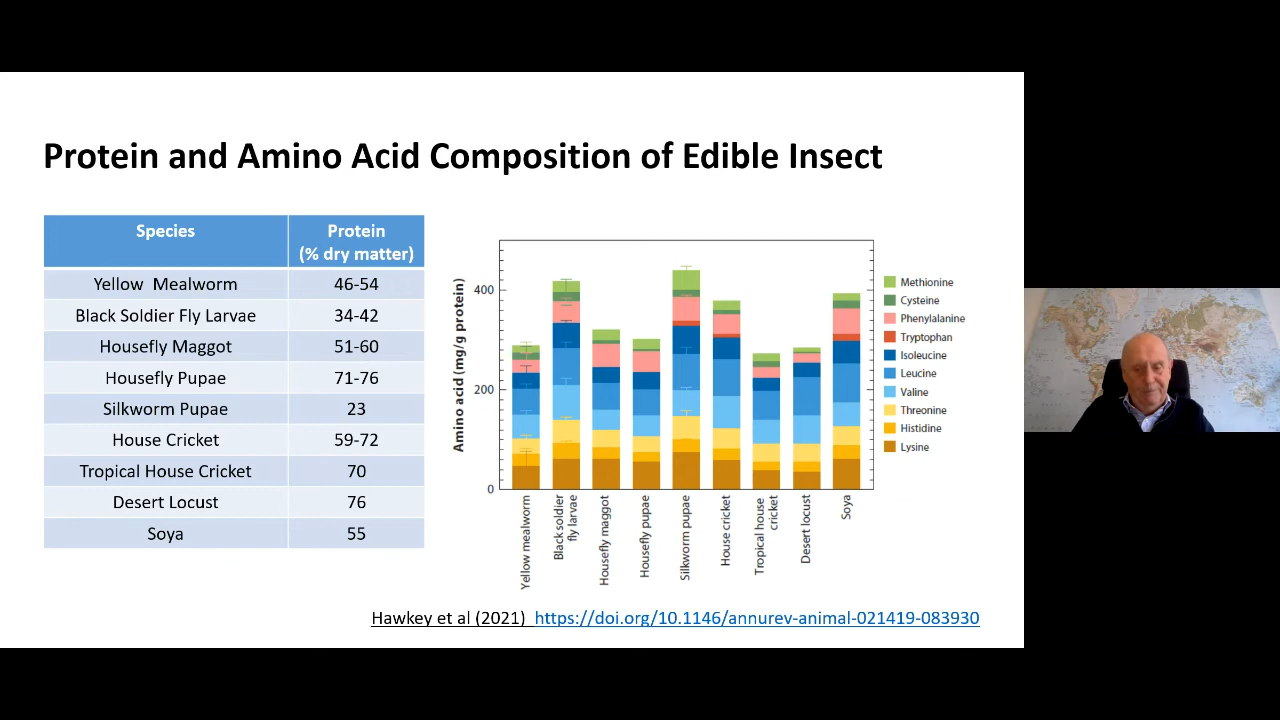 Protein and Amino Acid Composition of Edible Insect
Species
Protein
(% dry matter)
Yellow Mealworm
46-54
Black Soldier Fly Larvae
34-42
Housefly Maggot
51-60
Housefly Pupae
71-76
Silkworm Pupae
23
House Cricket
59-72
Tropical House Cricket
70
Desert Locust
76
Soya
55
Amino acid (mg/g protein)
400
200
0
Yellow mealworm
Black soldier
fly larvae
Housefly maggot
Housefly pupae
Silkworm pupae
House cricket
Tropical house
cricket
Desert locust
Soya
Methionine
Cysteine
Phenylalanine
Tryptophan
Isoleucine
Leucine
Valine
Threonine
Histidine
Lysine
Hawkey et al (2021) https://doi.org/10.1146/annurev-animal-021419-083930